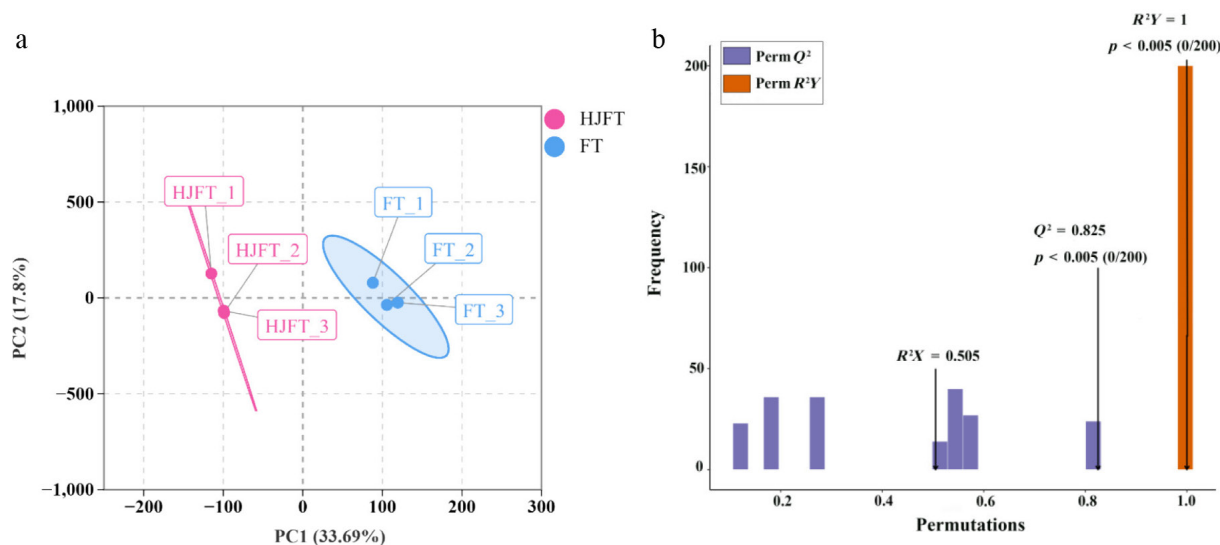 a
1,000
500
0
−500
−1,000
−200
−100
0
100
200
300
PC2 (17.8%)
PC1 (33.69%)
HJFT_1
HJFT_2
HJFT_3
FT_1
FT_2
FT_3
HJFT
FT
b
Perm Q²
Perm R²Y
R²Y = 1
p < 0.005 (0/200)
Q² = 0.825
p < 0.005 (0/200)
R²X = 0.505
200
150
100
50
0
Frequency
0.2
0.4
0.6
0.8
1.0
Permutations